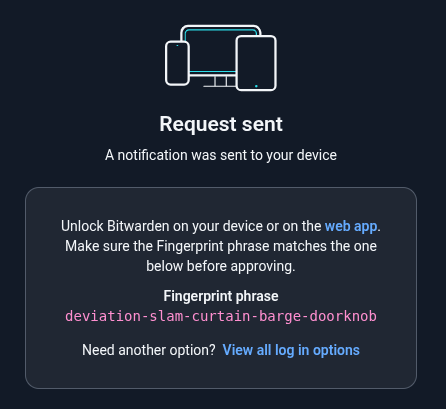 Request sent
A notification was sent to your device
Unlock Bitwarden on your device or on the web app.
Make sure the Fingerprint phrase matches the one
below before approving.
Fingerprint phrase
deviation-slam-curtain-barge-doorknob
Need another option? View all log in options